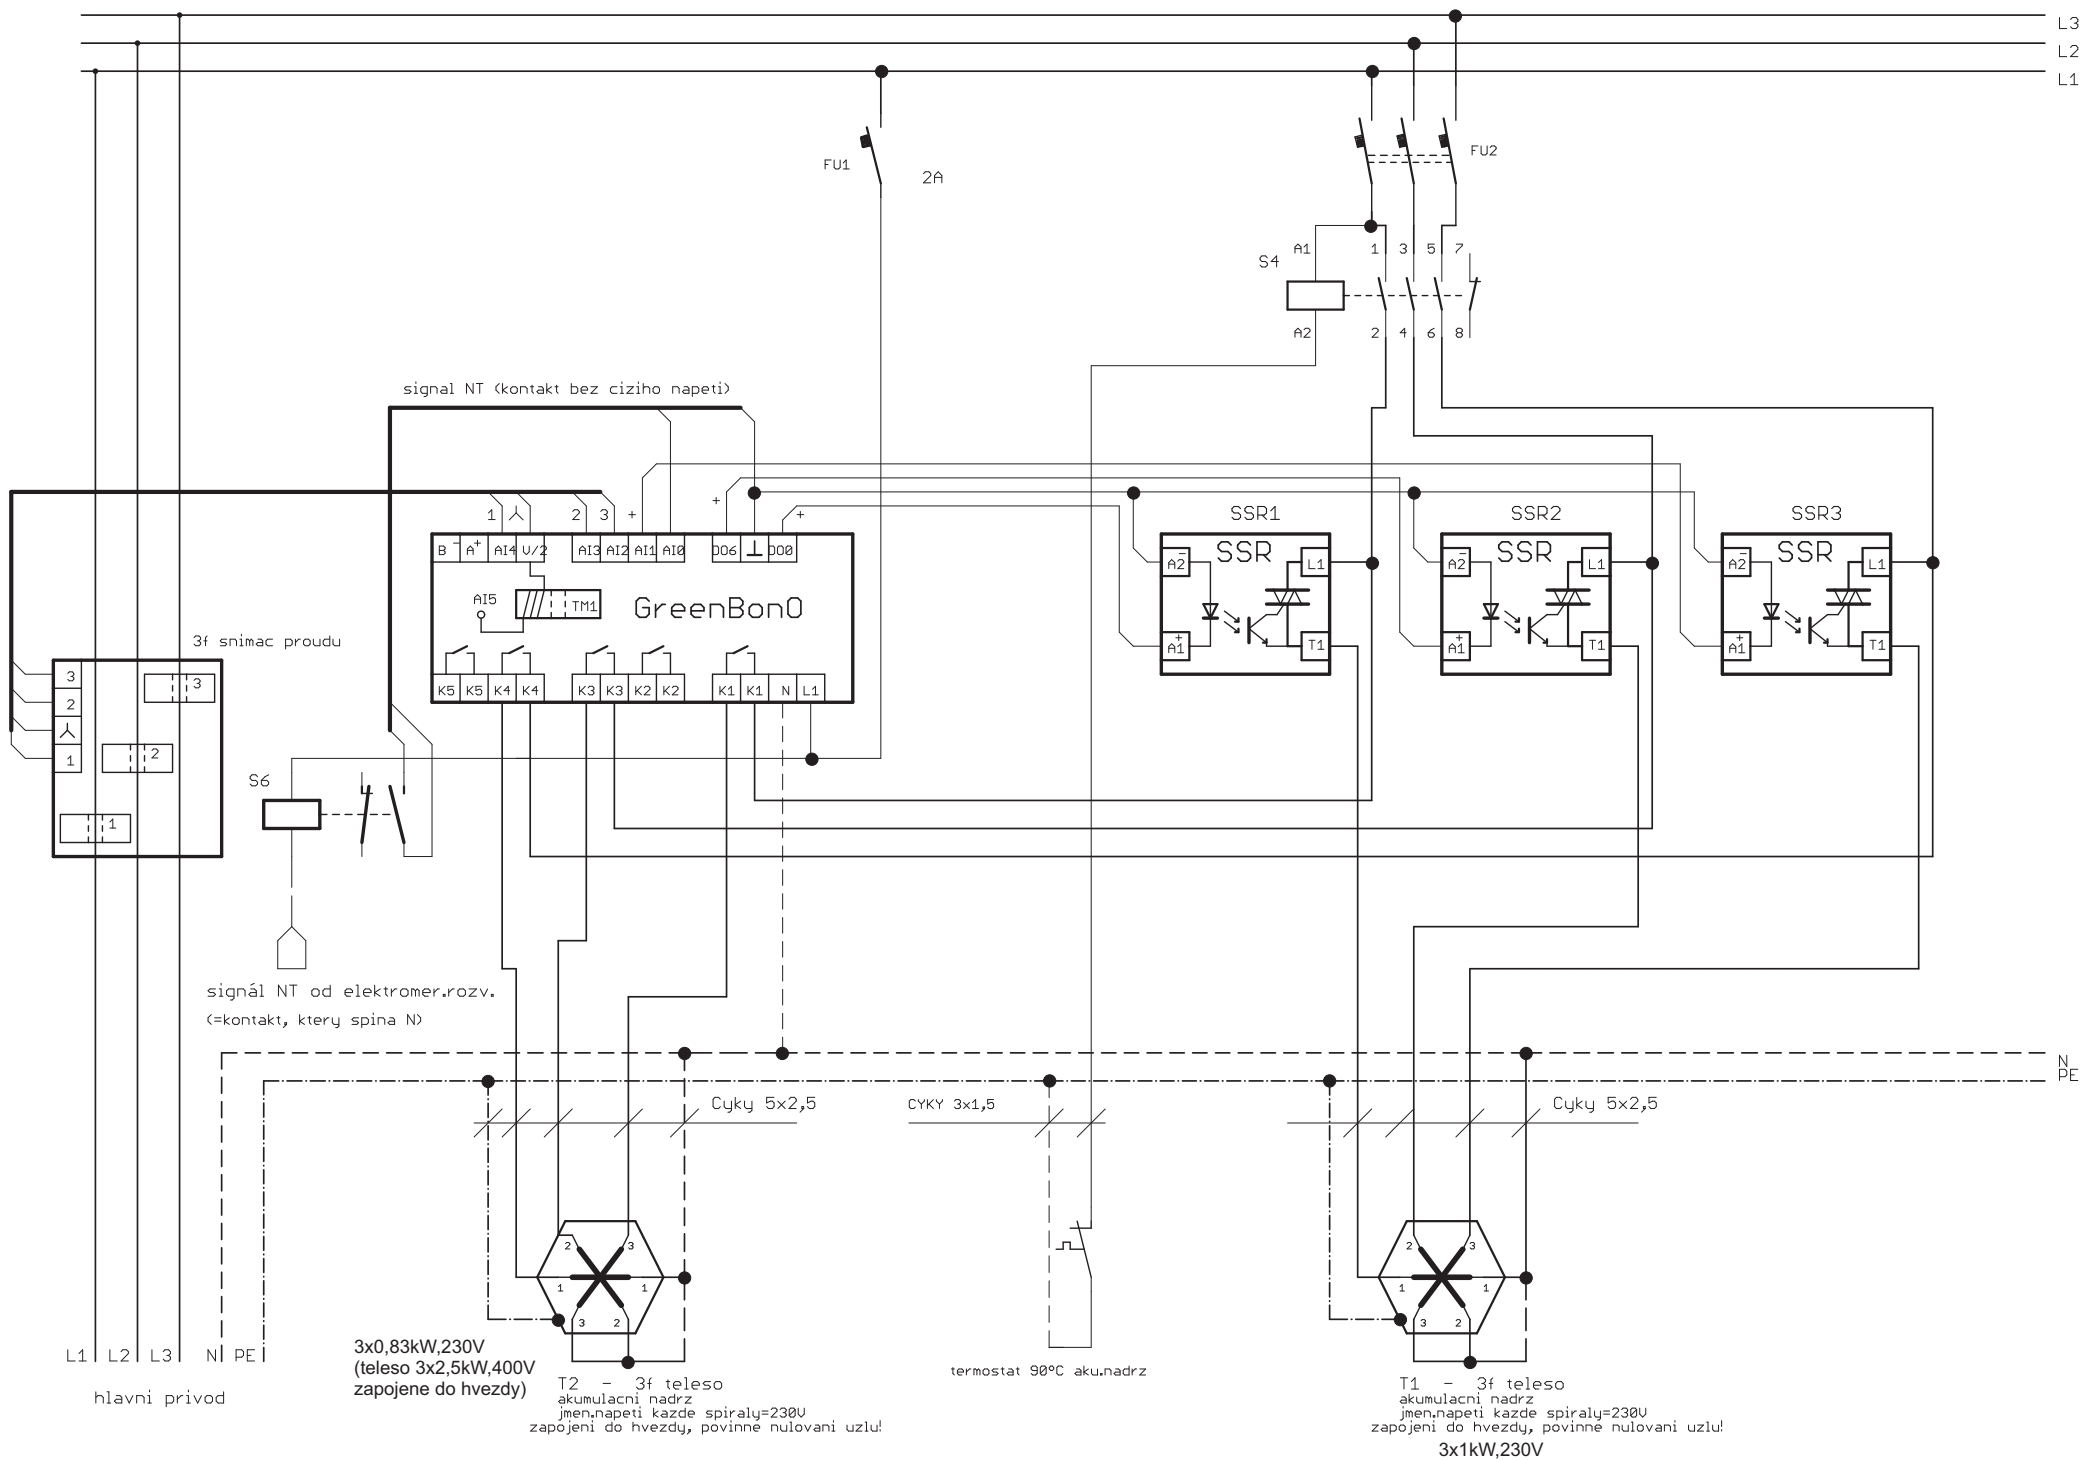 L3
L2
L1
FU1
2A
FU2
S4
A1 1 3 5 7
A2 2 4 6 8
signal NT (kontakt bez ciziho napeti)
1 2 3 + + +
B - A + AI4 V/2 AI3 AI2 AI1 AI0 DO6 DO0
AI5
TM1
GreenBonO
K5 K5 K4 K4 K3 K3 K2 K2 K1 K1 N L1
SSR1
SSR
A2 -
L1
A1 +
T1
SSR2
SSR
A2 -
L1
A1 +
T1
SSR3
SSR
A2 -
L1
A1 +
T1
3f snimac proudu
3
2
1
3
2
1
S6
signál NT od elektromer.rozv.
(=kontakt, ktery spina N)
N
PE
Cyky 5x2,5
CYKY 3x1,5
Cyky 5x2,5
2 3
1 1
3 2
2 3
1 1
3 2
L1 L2 L3 N PE
hlavni privod
3x0,83kW,230V
(teleso 3x2,5kW,400V
zapojene do hvezdy)
T2 - 3f teleso
akumulacni nadrz
jmen.napeti kazde spiraly=230V
zapojeni do hvezdy, povinne nulovani uzlu!
termostat 90°C aku.nadrz
T1 - 3f teleso
akumulacni nadrz
jmen.napeti kazde spiraly=230V
zapojeni do hvezdy, povinne nulovani uzlu!
3x1kW,230V